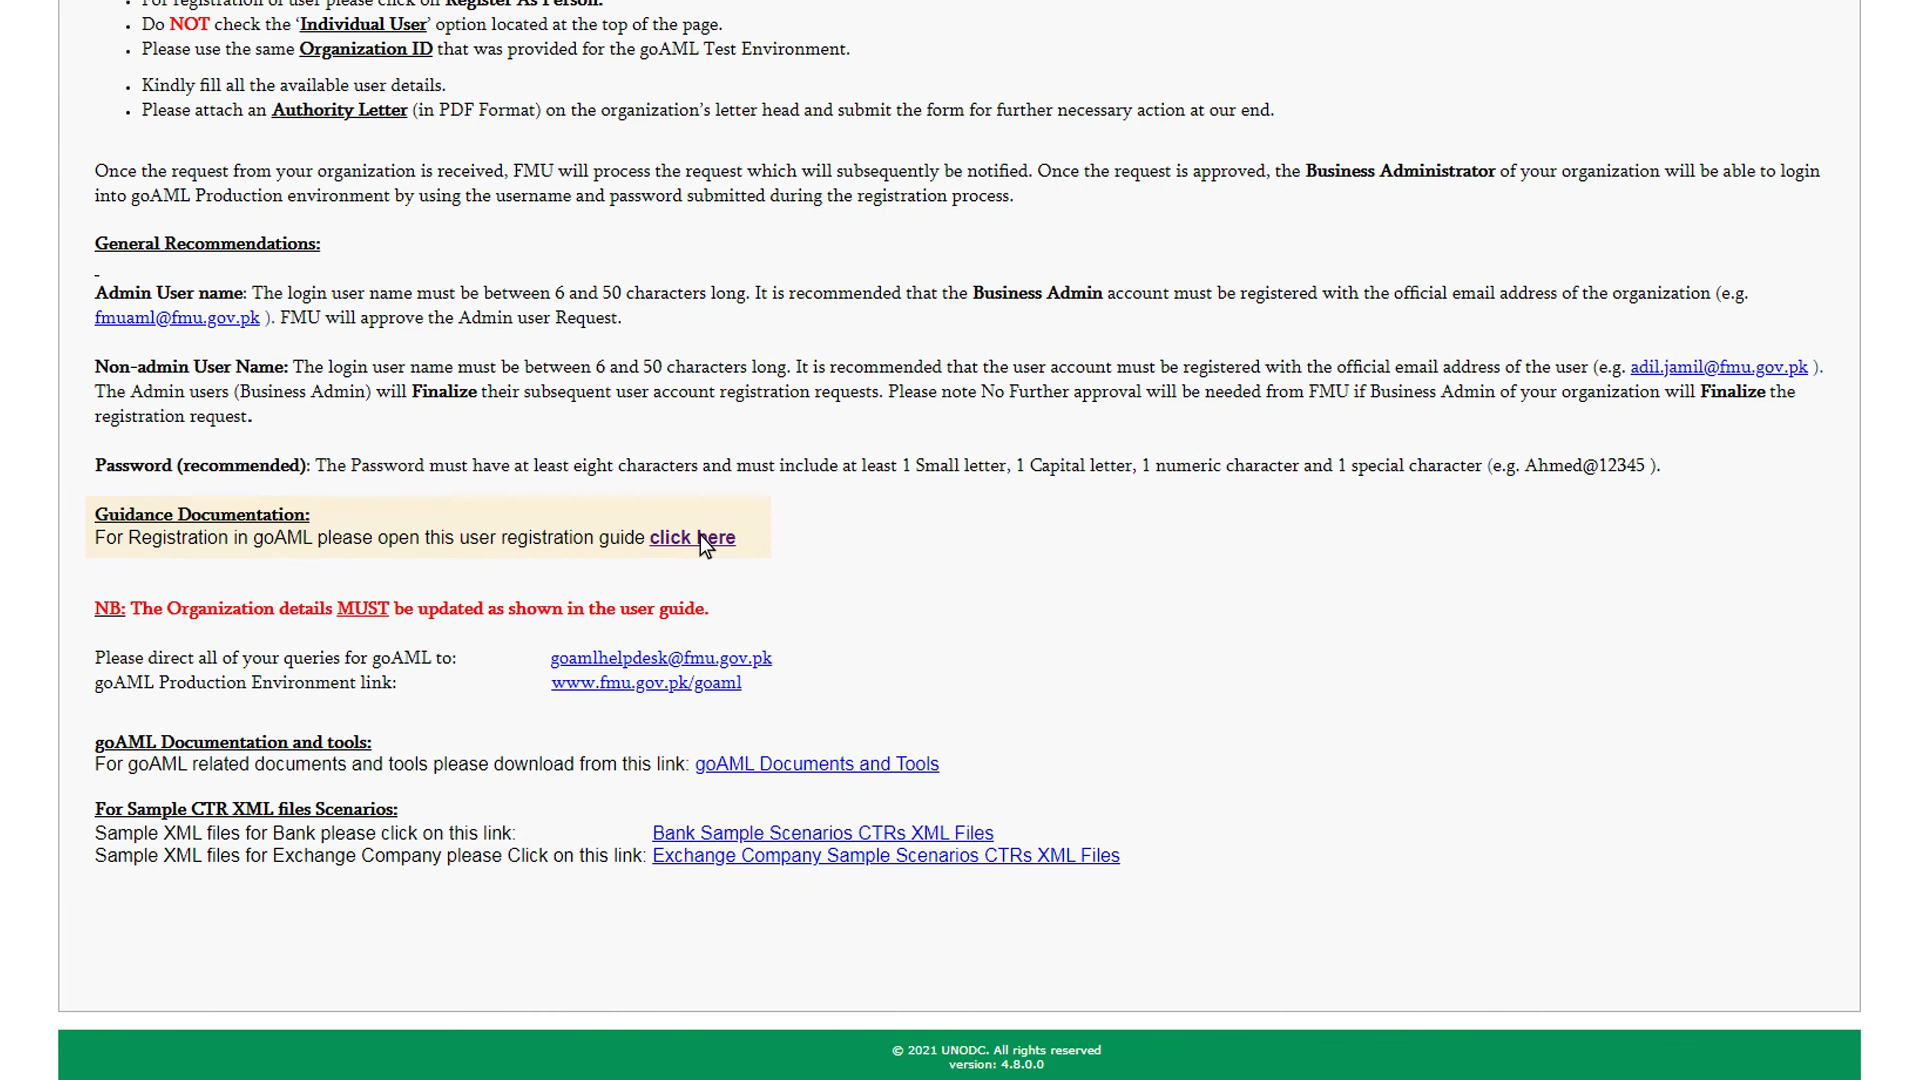 • For registration of user please click on Register As Person.
• Do NOT check the ‘Individual User’ option located at the top of the page.
• Please use the same Organization ID that was provided for the goAML Test Environment.
• Kindly fill all the available user details.
• Please attach an Authority Letter (in PDF Format) on the organization’s letter head and submit the form for further necessary action at our end.
Once the request from your organization is received, FMU will process the request which will subsequently be notified. Once the request is approved, the Business Administrator of your organization will be able to login
into goAML Production environment by using the username and password submitted during the registration process.
General Recommendations:
Admin User name: The login user name must be between 6 and 50 characters long. It is recommended that the Business Admin account must be registered with the official email address of the organization (e.g.
fmuaml@fmu.gov.pk ). FMU will approve the Admin user Request.
Non-admin User Name: The login user name must be between 6 and 50 characters long. It is recommended that the user account must be registered with the official email address of the user (e.g. adil.jamil@fmu.gov.pk ).
The Admin users (Business Admin) will Finalize their subsequent user account registration requests. Please note No Further approval will be needed from FMU if Business Admin of your organization will Finalize the
registration request.
Password (recommended): The Password must have at least eight characters and must include at least 1 Small letter, 1 Capital letter, 1 numeric character and 1 special character (e.g. Ahmed@12345 ).
Guidance Documentation:
For Registration in goAML please open this user registration guide click here
NB: The Organization details MUST be updated as shown in the user guide.
Please direct all of your queries for goAML to: goamlhelpdesk@fmu.gov.pk
goAML Production Environment link: www.fmu.gov.pk/goaml
goAML Documentation and tools:
For goAML related documents and tools please download from this link: goAML Documents and Tools
For Sample CTR XML files Scenarios:
Sample XML files for Bank please click on this link: Bank Sample Scenarios CTRs XML Files
Sample XML files for Exchange Company please Click on this link: Exchange Company Sample Scenarios CTRs XML Files
© 2021 UNODC. All rights reserved
version: 4.8.0.0